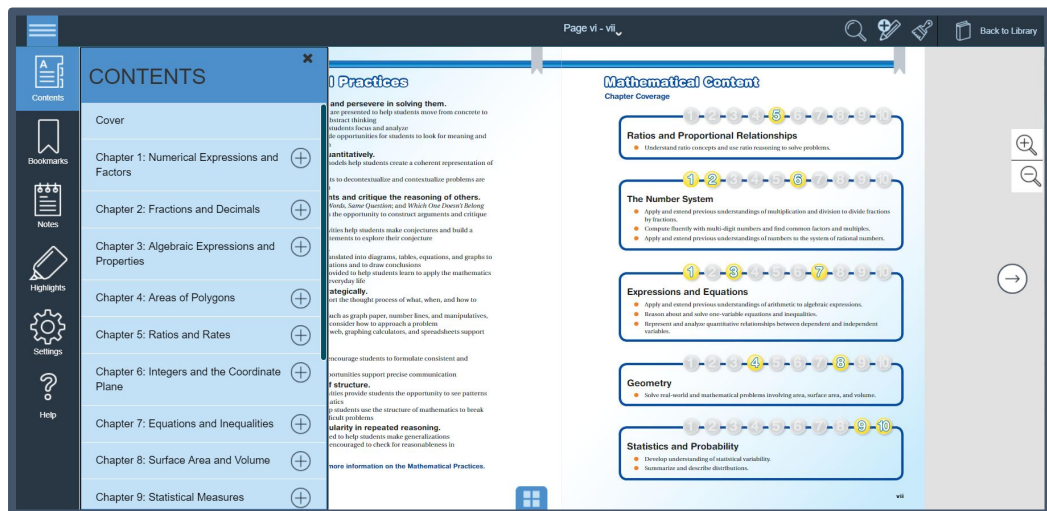 Page vi - vii
Back to Library
Contents
Bookmarks
Notes
Highlights
Settings
Help
CONTENTS
Cover
Chapter 1: Numerical Expressions and
Factors
Chapter 2: Fractions and Decimals
Chapter 3: Algebraic Expressions and
Properties
Chapter 4: Areas of Polygons
Chapter 5: Ratios and Rates
Chapter 6: Integers and the Coordinate
Plane
Chapter 7: Equations and Inequalities
Chapter 8: Surface Area and Volume
Chapter 9: Statistical Measures
l Practices
and persevere in solving them.
are presented to help students move from concrete to
bstract thinking
students focus and analyze
de opportunities for students to look for meaning and
uantitatively.
odels help students create a coherent representation of
ts to decontextualize and contextualize problems are
nts and critique the reasoning of others.
Words, Same Question; and Which One Doesn't Belong
s the opportunity to construct arguments and critique
vities help students make conjectures and build a
tements to explore their conjecture
anslated into diagrams, tables, equations, and graphs to
ations and to draw conclusions
ovided to help students learn to apply the mathematics
everyday life
rategically.
ort the thought process of what, when, and how to
uch as graph paper, number lines, and manipulatives,
consider how to approach a problem
web, graphing calculators, and spreadsheets support
encourage students to formulate consistent and
portunities support precise communication
f structure.
vities provide students the opportunity to see patterns
atics
p students use the structure of mathematics to break
ficult problems
ularity in repeated reasoning.
ed to help students make generalizations
encouraged to check for reasonableness in
more information on the Mathematical Practices.
Mathematical Content
Chapter Coverage
1 2 3 4 5 6 7 8 9 10
Ratios and Proportional Relationships
Understand ratio concepts and use ratio reasoning to solve problems.
1 2 3 4 5 6 7 8 9 10
The Number System
Apply and extend previous understandings of multiplication and division to divide fractions
by fractions.
Compute fluently with multi-digit numbers and find common factors and multiples.
Apply and extend previous understandings of numbers to the system of rational numbers.
1 2 3 4 5 6 7 8 9 10
Expressions and Equations
Apply and extend previous understandings of arithmetic to algebraic expressions.
Reason about and solve one-variable equations and inequalities.
Represent and analyze quantitative relationships between dependent and independent
variables.
1 2 3 4 5 6 7 8 9 10
Geometry
Solve real-world and mathematical problems involving area, surface area, and volume.
1 2 3 4 5 6 7 8 9 10
Statistics and Probability
Develop understanding of statistical variability.
Summarize and describe distributions.
vii